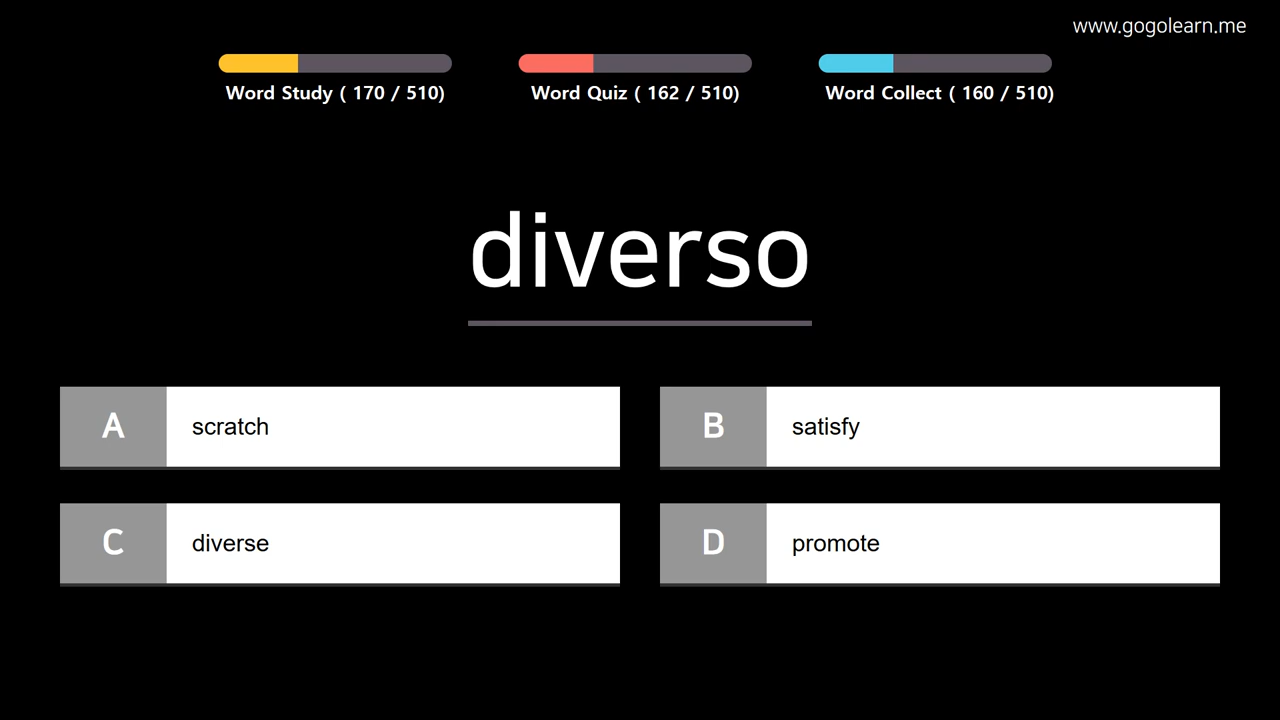 www.gogolearn.me
Word Study ( 170 / 510)
Word Quiz ( 162 / 510)
Word Collect ( 160 / 510)
diverso
A scratch
B satisfy
C diverse
D promote